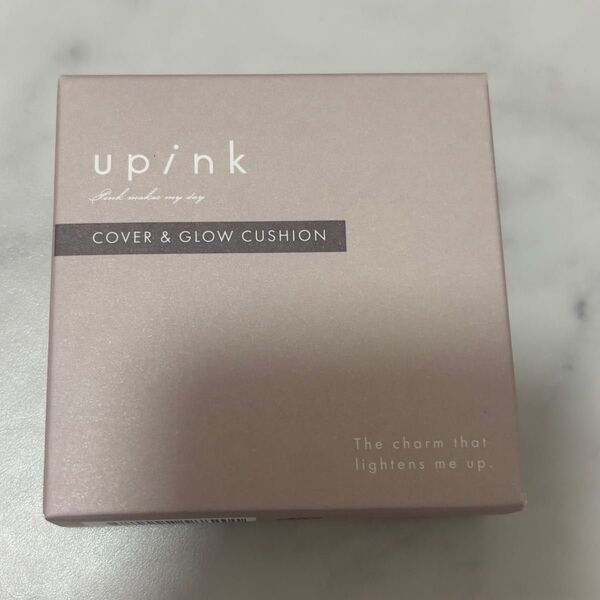 upink
Pink makes my day
COVER & GLOW CUSHION
The charm that
lightens me up.